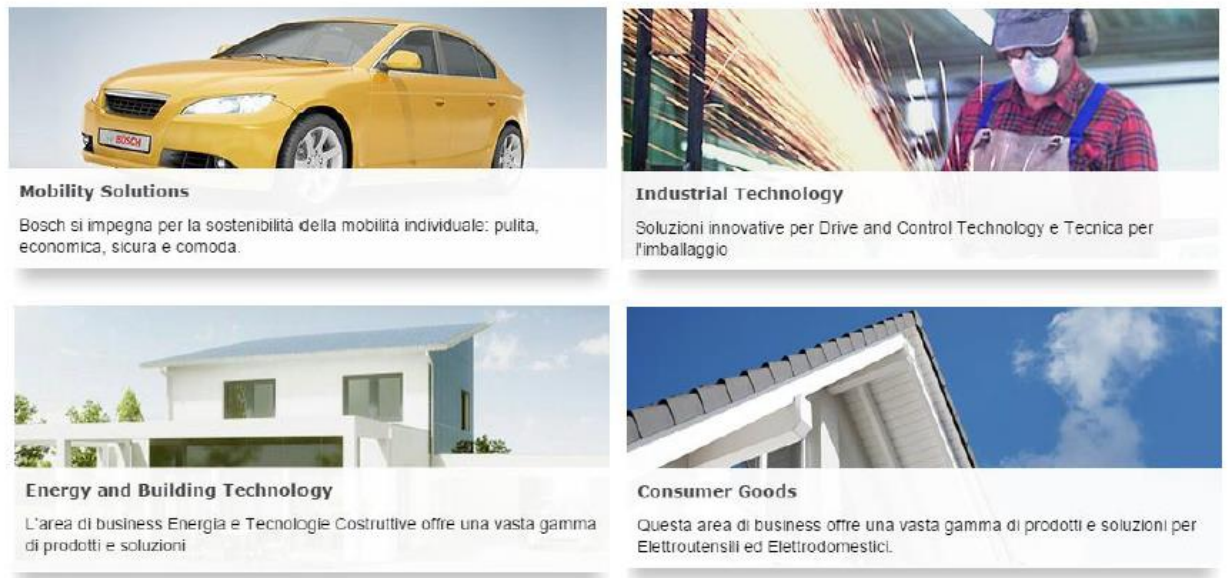 BOSCH
Mobility Solutions
Bosch si impegna per la sostenibilità della mobilità individuale: pulita,
economica, sicura e comoda.
Industrial Technology
Soluzioni innovative per Drive and Control Technology e Tecnica per
l'imballaggio
Energy and Building Technology
L'area di business Energia e Tecnologie Costruttive offre una vasta gamma
di prodotti e soluzioni
Consumer Goods
Questa area di business offre una vasta gamma di prodotti e soluzioni per
Elettroutensili ed Elettrodomestici.